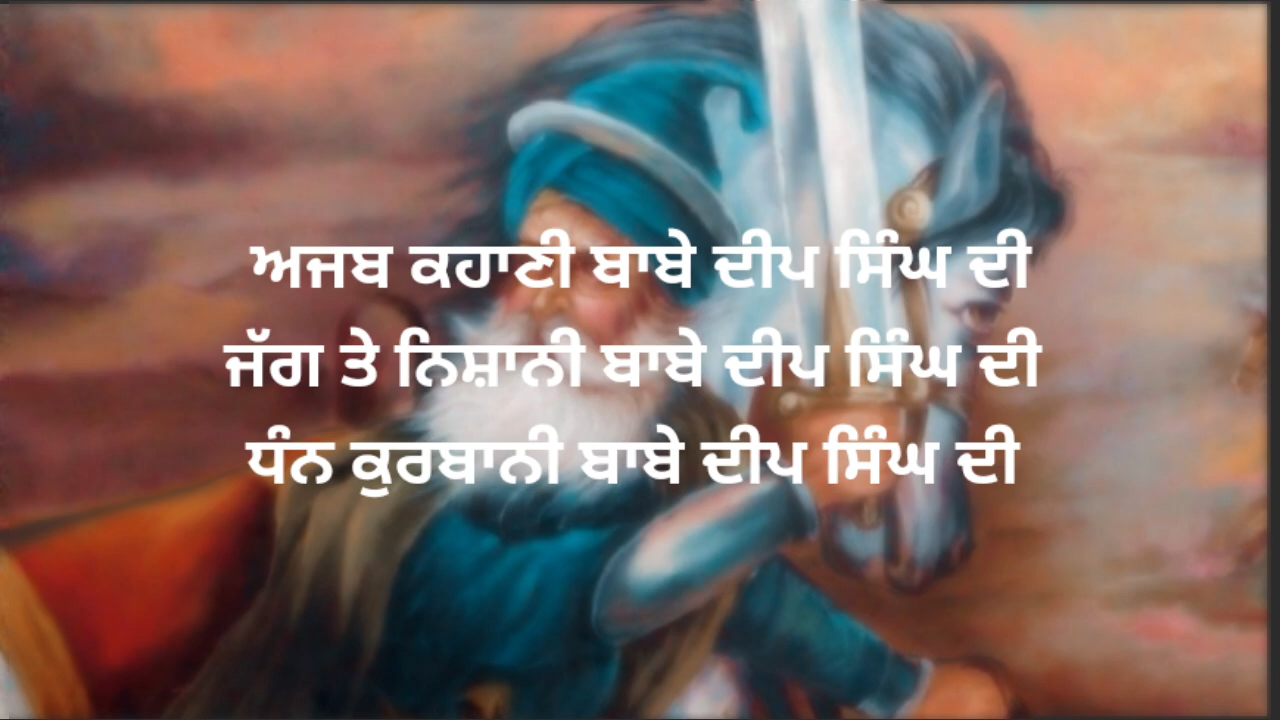 ਅਜਬ ਕਹਾਣੀ ਬਾਬੇ ਦੀਪ ਸਿੰਘ ਦੀ
ਜੱਗ ਤੇ ਨਿਸ਼ਾਨੀ ਬਾਬੇ ਦੀਪ ਸਿੰਘ ਦੀ
ਧੰਨ ਕੁਰਬਾਨੀ ਬਾਬੇ ਦੀਪ ਸਿੰਘ ਦੀ